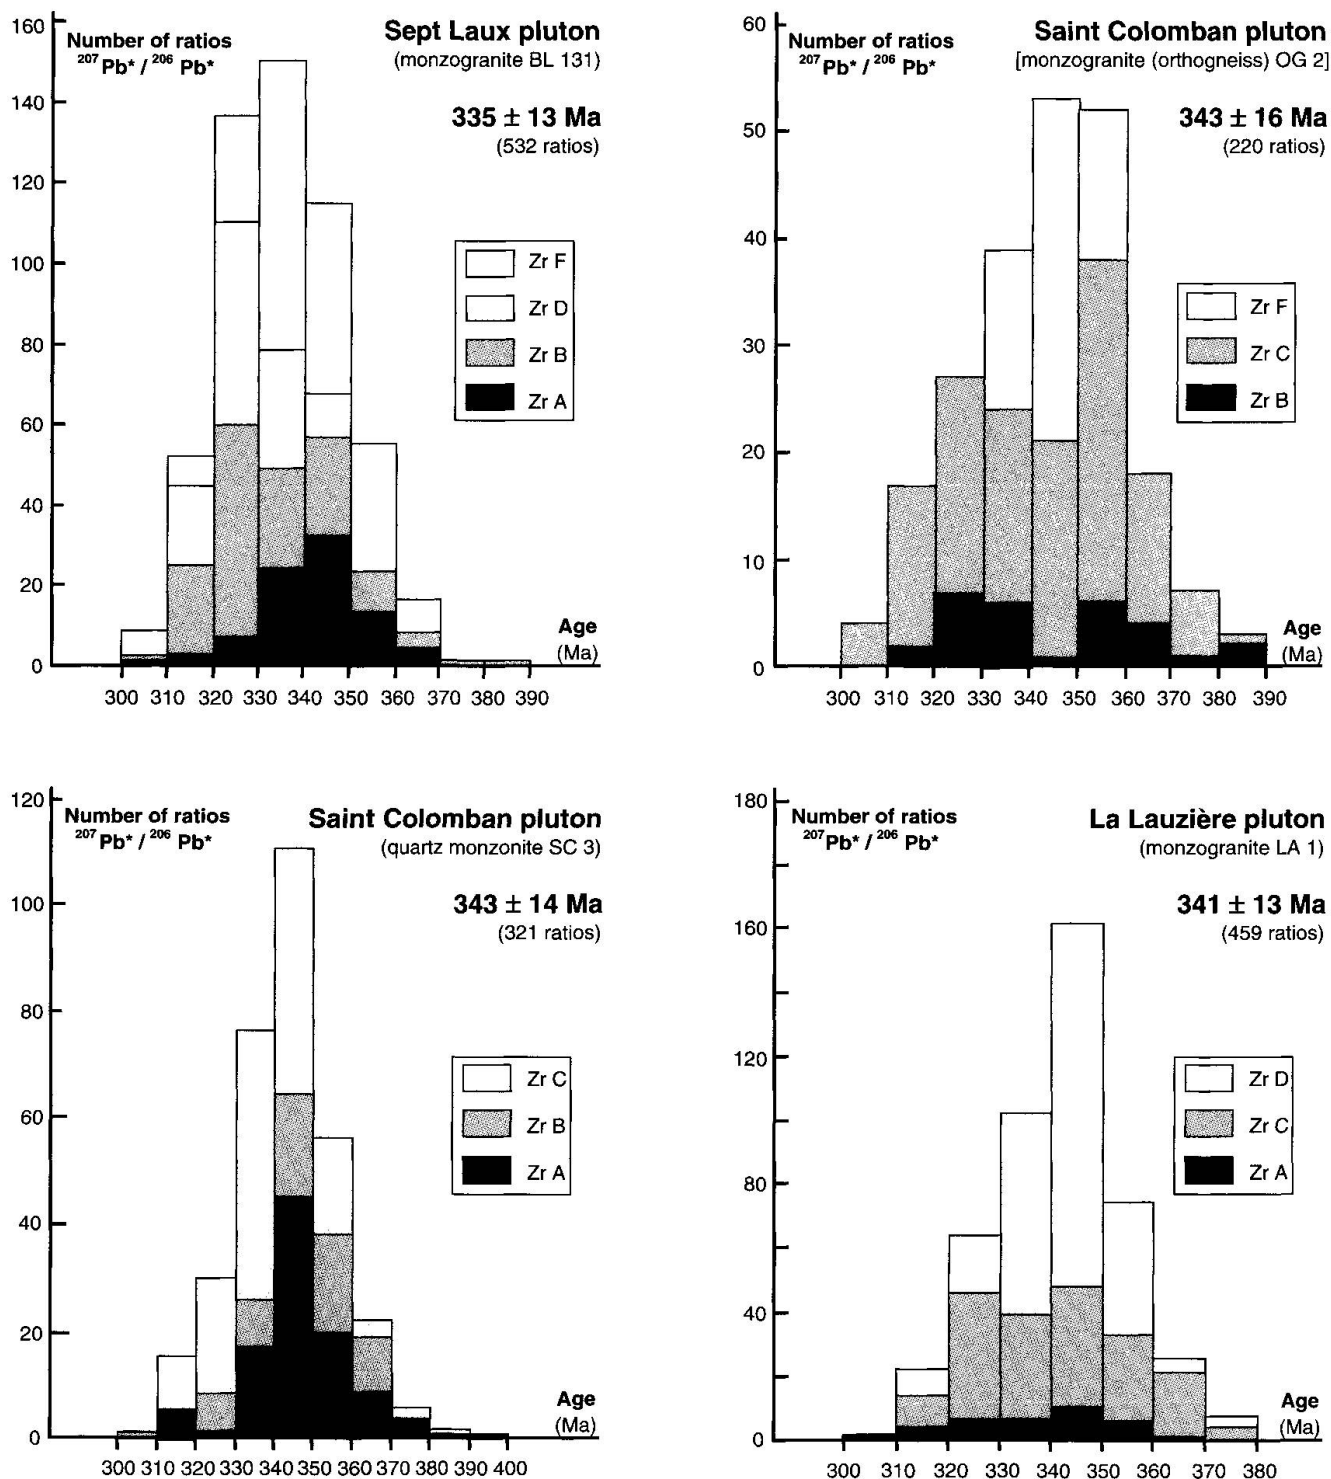 Sept Laux pluton
(monzogranite BL 131)
Number of ratios
²⁰⁷Pb* / ²⁰⁶Pb*
335 ± 13 Ma
(532 ratios)
160
140
120
100
80
60
40
20
0
Zr F
Zr D
Zr B
Zr A
Age
(Ma)
300 310 320 330 340 350 360 370 380 390
Saint Colomban pluton
[monzogranite (orthogneiss) OG 2]
Number of ratios
²⁰⁷Pb* / ²⁰⁶Pb*
343 ± 16 Ma
(220 ratios)
60
50
40
30
20
10
0
Zr F
Zr C
Zr B
Age
(Ma)
300 310 320 330 340 350 360 370 380 390
Saint Colomban pluton
(quartz monzonite SC 3)
Number of ratios
²⁰⁷Pb* / ²⁰⁶Pb*
343 ± 14 Ma
(321 ratios)
120
100
80
60
40
20
0
Zr C
Zr B
Zr A
Age
(Ma)
300 310 320 330 340 350 360 370 380 390 400
La Lauzière pluton
(monzogranite LA 1)
Number of ratios
²⁰⁷Pb* / ²⁰⁶Pb*
341 ± 13 Ma
(459 ratios)
180
160
120
80
40
0
Zr D
Zr C
Zr A
Age
(Ma)
300 310 320 330 340 350 360 370 380